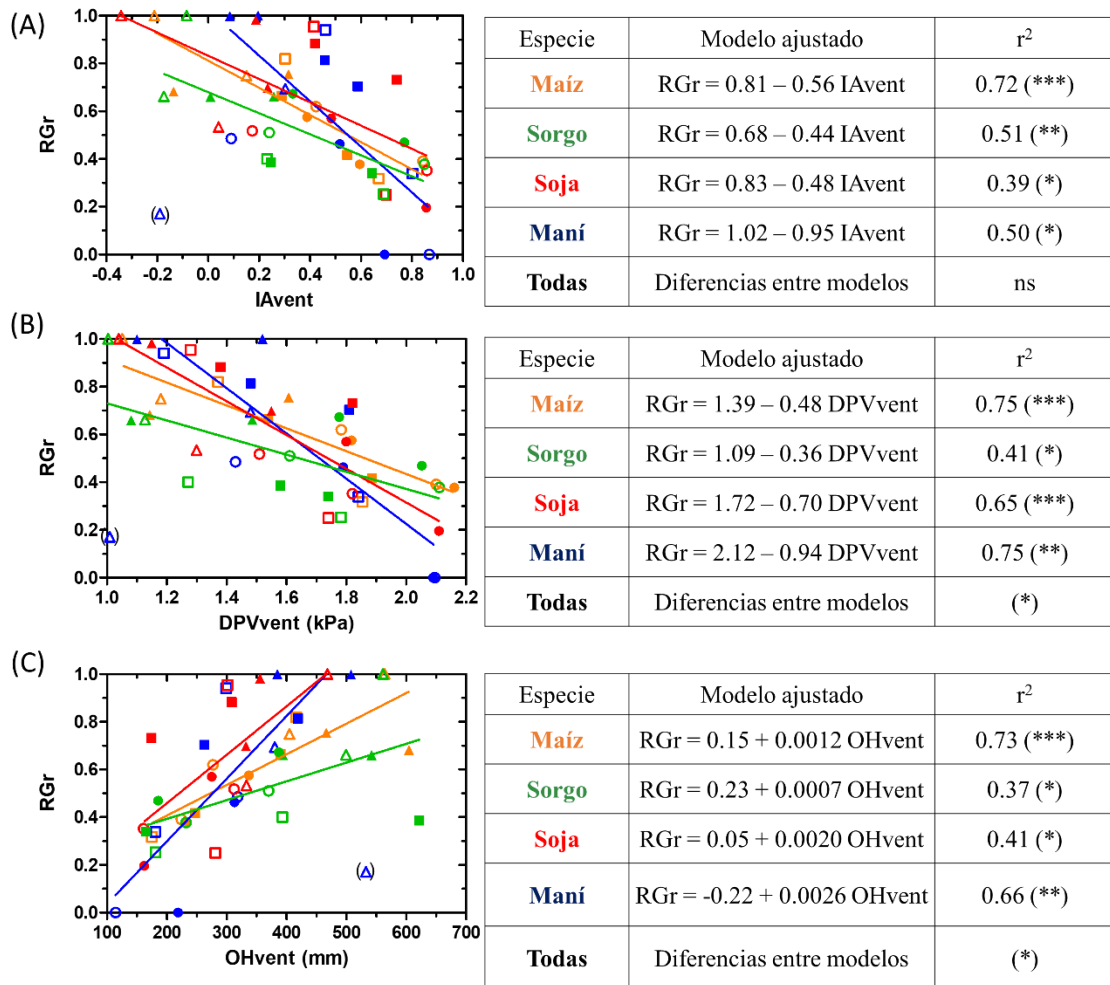 (A)
1.0
0.8
0.6
0.4
0.2
0.0
RGr
( )
-0.4 -0.2 0.0 0.2 0.4 0.6 0.8 1.0
IAvent
Especie Modelo ajustado r²
Maíz RGr = 0.81 – 0.56 IAvent 0.72 (***)
Sorgo RGr = 0.68 – 0.44 IAvent 0.51 (**)
Soja RGr = 0.83 – 0.48 IAvent 0.39 (*)
Maní RGr = 1.02 – 0.95 IAvent 0.50 (*)
Todas Diferencias entre modelos ns
(B)
1.0
0.8
0.6
0.4
0.2
0.0
RGr
( )
1.0 1.2 1.4 1.6 1.8 2.0 2.2
DPVvent (kPa)
Especie Modelo ajustado r²
Maíz RGr = 1.39 – 0.48 DPVvent 0.75 (***)
Sorgo RGr = 1.09 – 0.36 DPVvent 0.41 (*)
Soja RGr = 1.72 – 0.70 DPVvent 0.65 (***)
Maní RGr = 2.12 – 0.94 DPVvent 0.75 (**)
Todas Diferencias entre modelos (*)
(C)
1.0
0.8
0.6
0.4
0.2
0.0
RGr
( )
100 200 300 400 500 600 700
OHvent (mm)
Especie Modelo ajustado r²
Maíz RGr = 0.15 + 0.0012 OHvent 0.73 (***)
Sorgo RGr = 0.23 + 0.0007 OHvent 0.37 (*)
Soja RGr = 0.05 + 0.0020 OHvent 0.41 (*)
Maní RGr = -0.22 + 0.0026 OHvent 0.66 (**)
Todas Diferencias entre modelos (*)